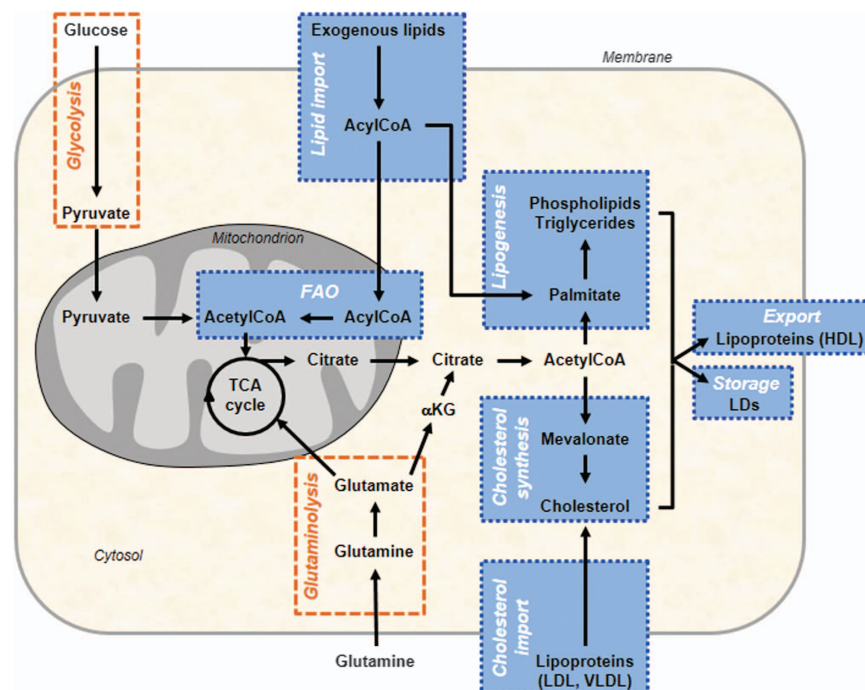 Glucose
Exogenous lipids
Membrane
Glycolysis
Lipid import
AcylCoA
Pyruvate
Lipogenesis
Phospholipids
Triglycerides
Mitochondrion
FAO
Palmitate
Pyruvate
AcetylCoA
AcylCoA
Export
Lipoproteins (HDL)
Citrate
Citrate
AcetylCoA
TCA
cycle
Storage
LDs
αKG
Cholesterol
synthesis
Mevalonate
Glutaminolysis
Glutamate
Cholesterol
Cytosol
Glutamine
Cholesterol
import
Glutamine
Lipoproteins
(LDL, VLDL)